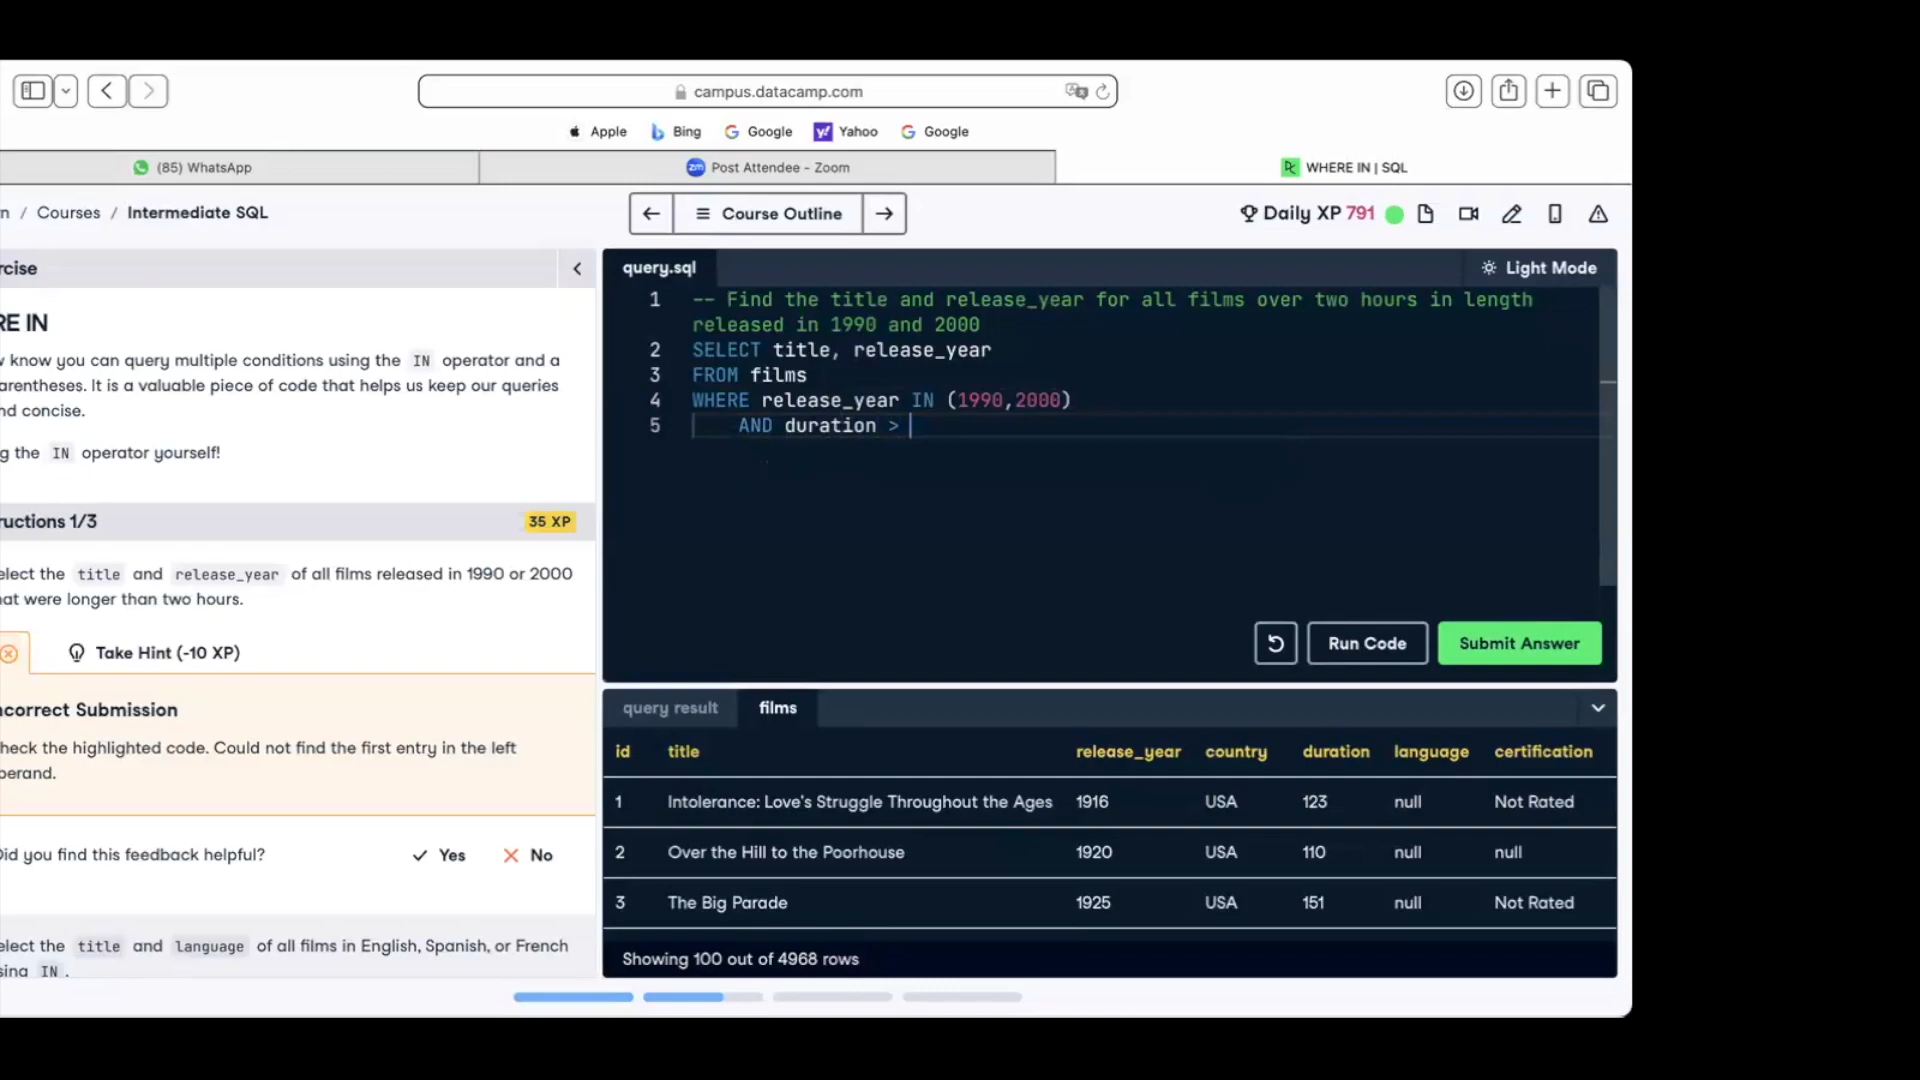 campus.datacamp.com
Apple Bing Google Yahoo Google
(85) WhatsApp
Post Attendee - Zoom
WHERE IN | SQL
n / Courses / Intermediate SQL
Course Outline
Daily XP 791
rcise
RE IN
w know you can query multiple conditions using the IN operator and a
arentheses. It is a valuable piece of code that helps us keep our queries
nd concise.
g the IN operator yourself!
ructions 1/3
35 XP
elect the title and release_year of all films released in 1990 or 2000
hat were longer than two hours.
Take Hint (-10 XP)
ncorrect Submission
heck the highlighted code. Could not find the first entry in the left
perand.
Did you find this feedback helpful?
Yes No
elect the title and language of all films in English, Spanish, or French
sing IN .
query.sql
Light Mode
1 -- Find the title and release_year for all films over two hours in length
released in 1990 and 2000
2 SELECT title, release_year
3 FROM films
4 WHERE release_year IN (1990,2000)
5 AND duration >
Run Code
Submit Answer
query result films
id title release_year country duration language certification
1 Intolerance: Love's Struggle Throughout the Ages 1916 USA 123 null Not Rated
2 Over the Hill to the Poorhouse 1920 USA 110 null null
3 The Big Parade 1925 USA 151 null Not Rated
Showing 100 out of 4968 rows